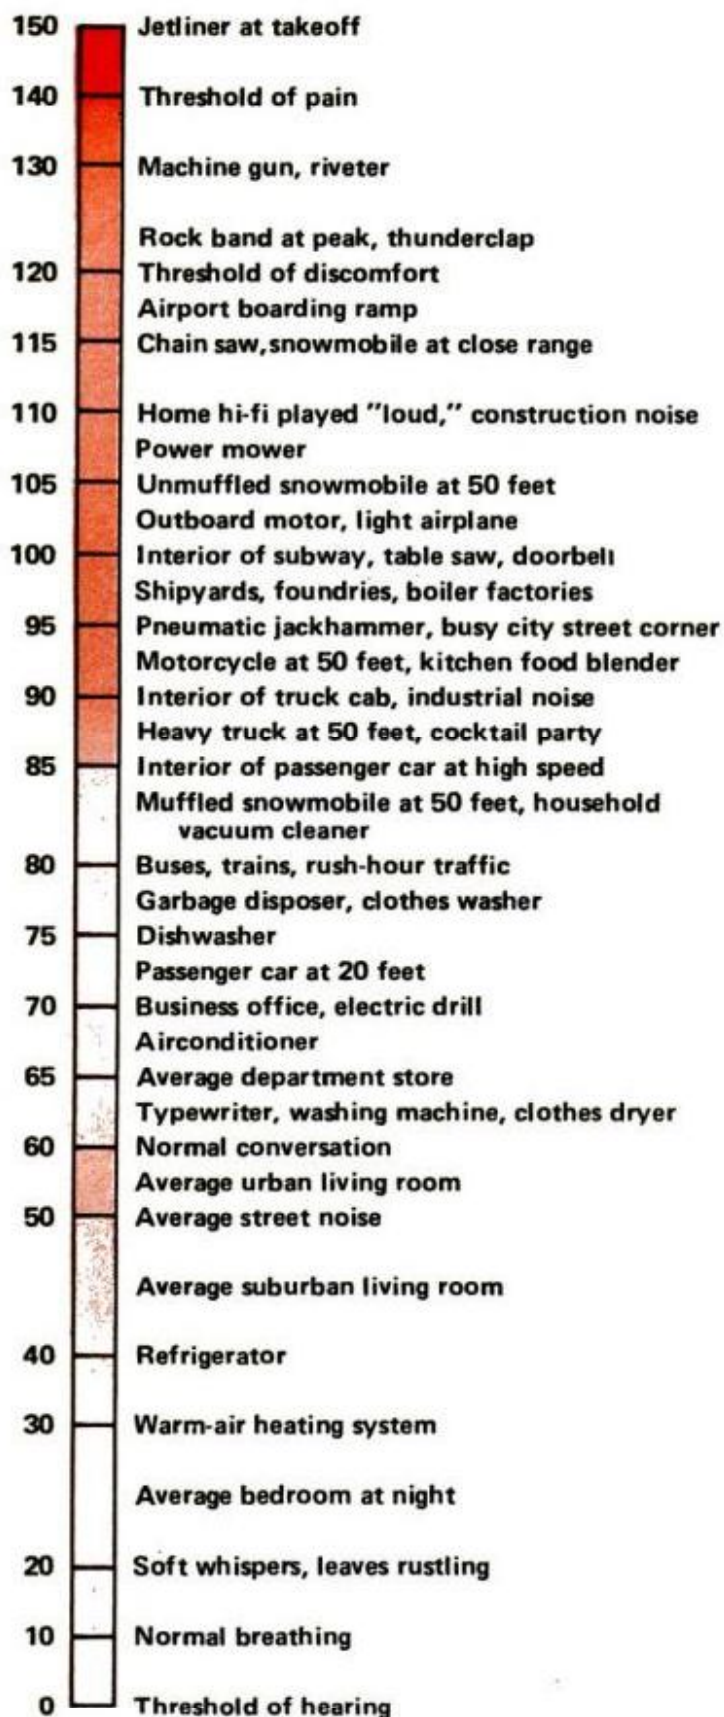 150 Jetliner at takeoff
140 Threshold of pain
130 Machine gun, riveter
Rock band at peak, thunderclap
120 Threshold of discomfort
Airport boarding ramp
115 Chain saw,snowmobile at close range
110 Home hi-fi played "loud," construction noise
Power mower
105 Unmuffled snowmobile at 50 feet
Outboard motor, light airplane
100 Interior of subway, table saw, doorbell
Shipyards, foundries, boiler factories
95 Pneumatic jackhammer, busy city street corner
Motorcycle at 50 feet, kitchen food blender
90 Interior of truck cab, industrial noise
Heavy truck at 50 feet, cocktail party
85 Interior of passenger car at high speed
Muffled snowmobile at 50 feet, household
vacuum cleaner
80 Buses, trains, rush-hour traffic
Garbage disposer, clothes washer
75 Dishwasher
Passenger car at 20 feet
70 Business office, electric drill
Airconditioner
65 Average department store
Typewriter, washing machine, clothes dryer
60 Normal conversation
Average urban living room
50 Average street noise
Average suburban living room
40 Refrigerator
30 Warm-air heating system
Average bedroom at night
20 Soft whispers, leaves rustling
10 Normal breathing
0 Threshold of hearing